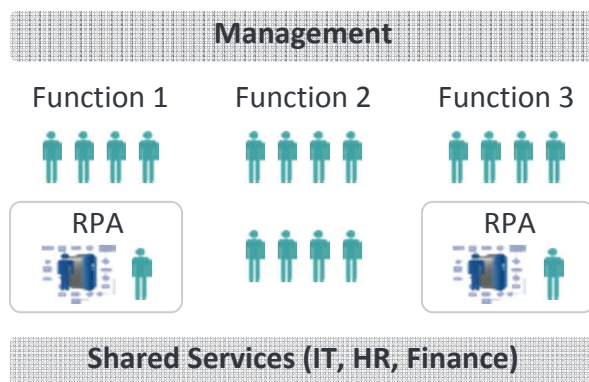 Management
Function 1 Function 2 Function 3
RPA RPA
Shared Services (IT, HR, Finance)